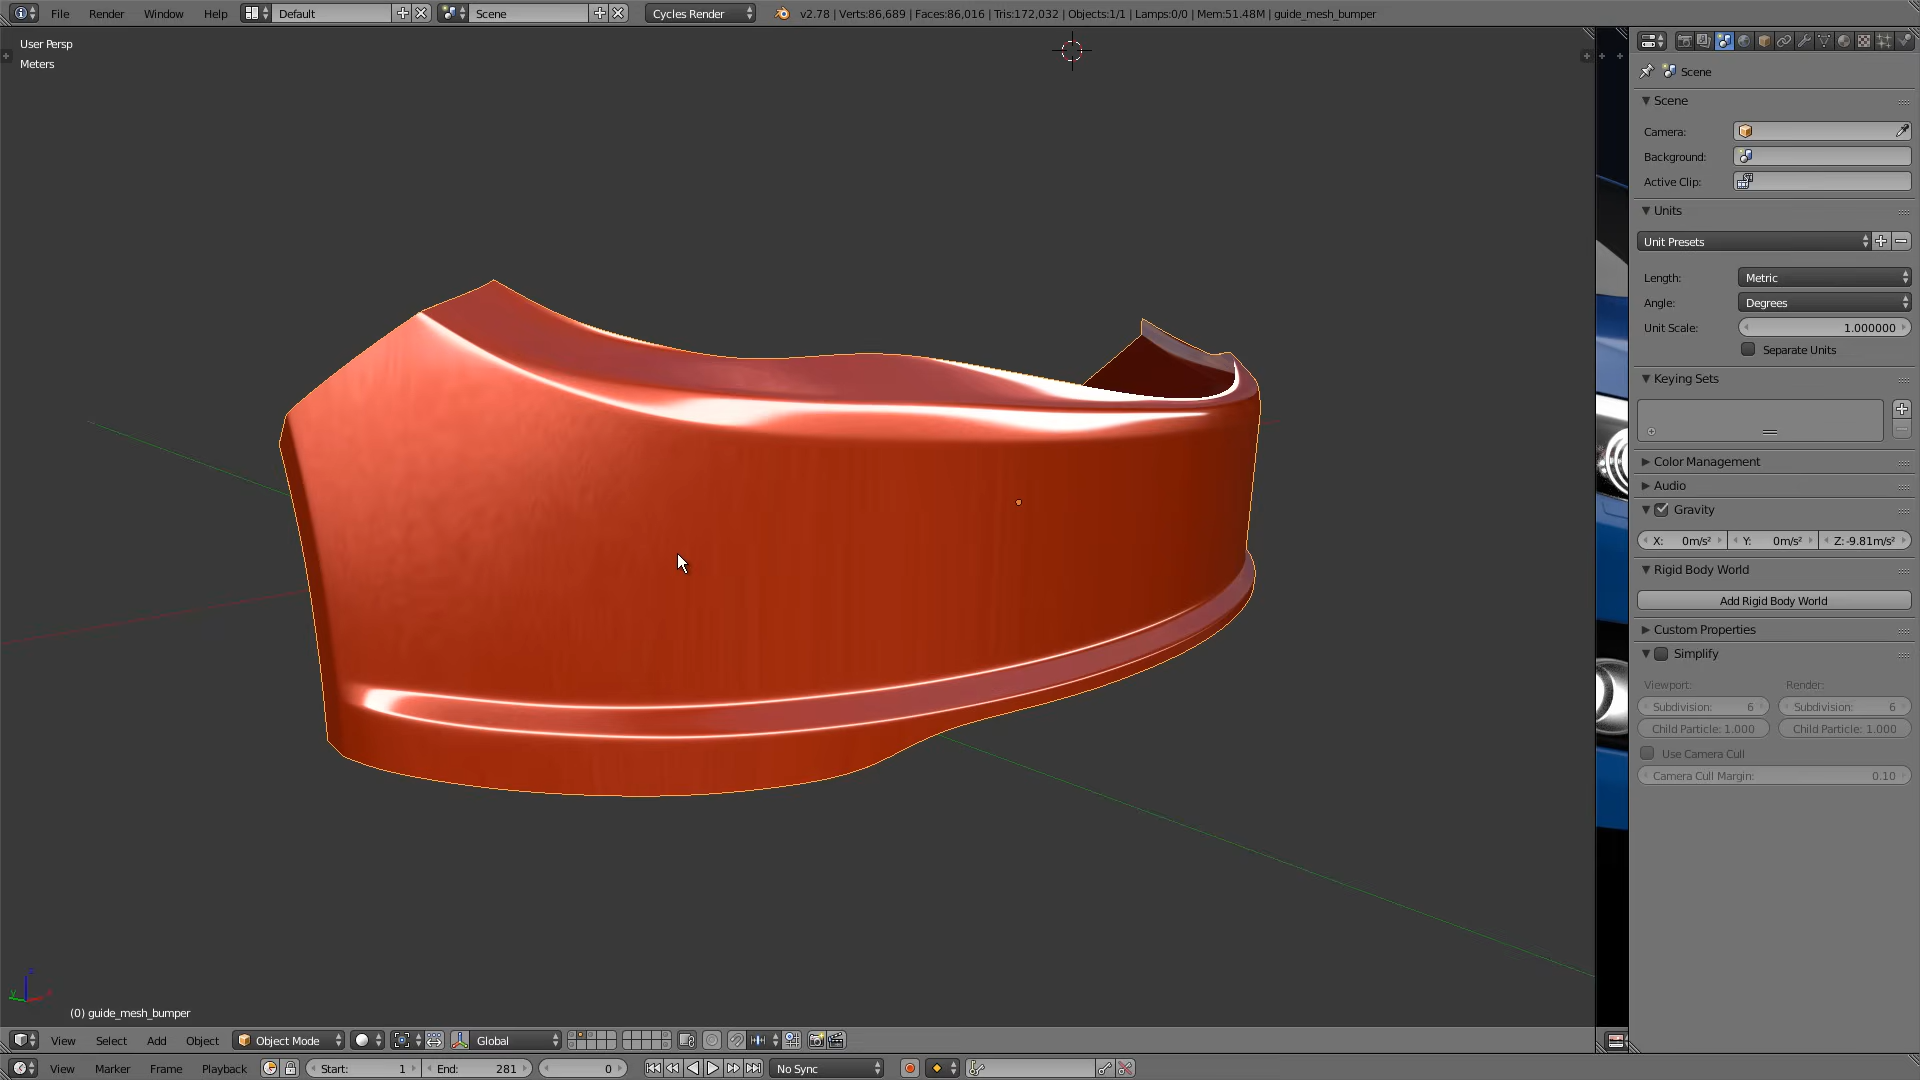 File Render Window Help Default Scene Cycles Render v2.78 | Verts:86,689 | Faces:86,016 | Tris:172,032 | Objects:1/1 | Lamps:0/0 | Mem:51.48M | guide_mesh_bumper
User Persp
Meters
Scene
Scene
Camera:
Background:
Active Clip:
Units
Unit Presets
Length: Metric
Angle: Degrees
Unit Scale: 1.000000
Separate Units
Keying Sets
Color Management
Audio
Gravity
X: 0m/s² Y: 0m/s² Z: -9.81m/s²
Rigid Body World
Add Rigid Body World
Custom Properties
Simplify
Viewport: Render:
Subdivision: 6 Subdivision: 6
Child Particle: 1.000 Child Particle: 1.000
Use Camera Cull
Camera Cull Margin: 0.10
(0) guide_mesh_bumper
View Select Add Object Object Mode Global
View Marker Frame Playback Start: 1 End: 281 0 No Sync